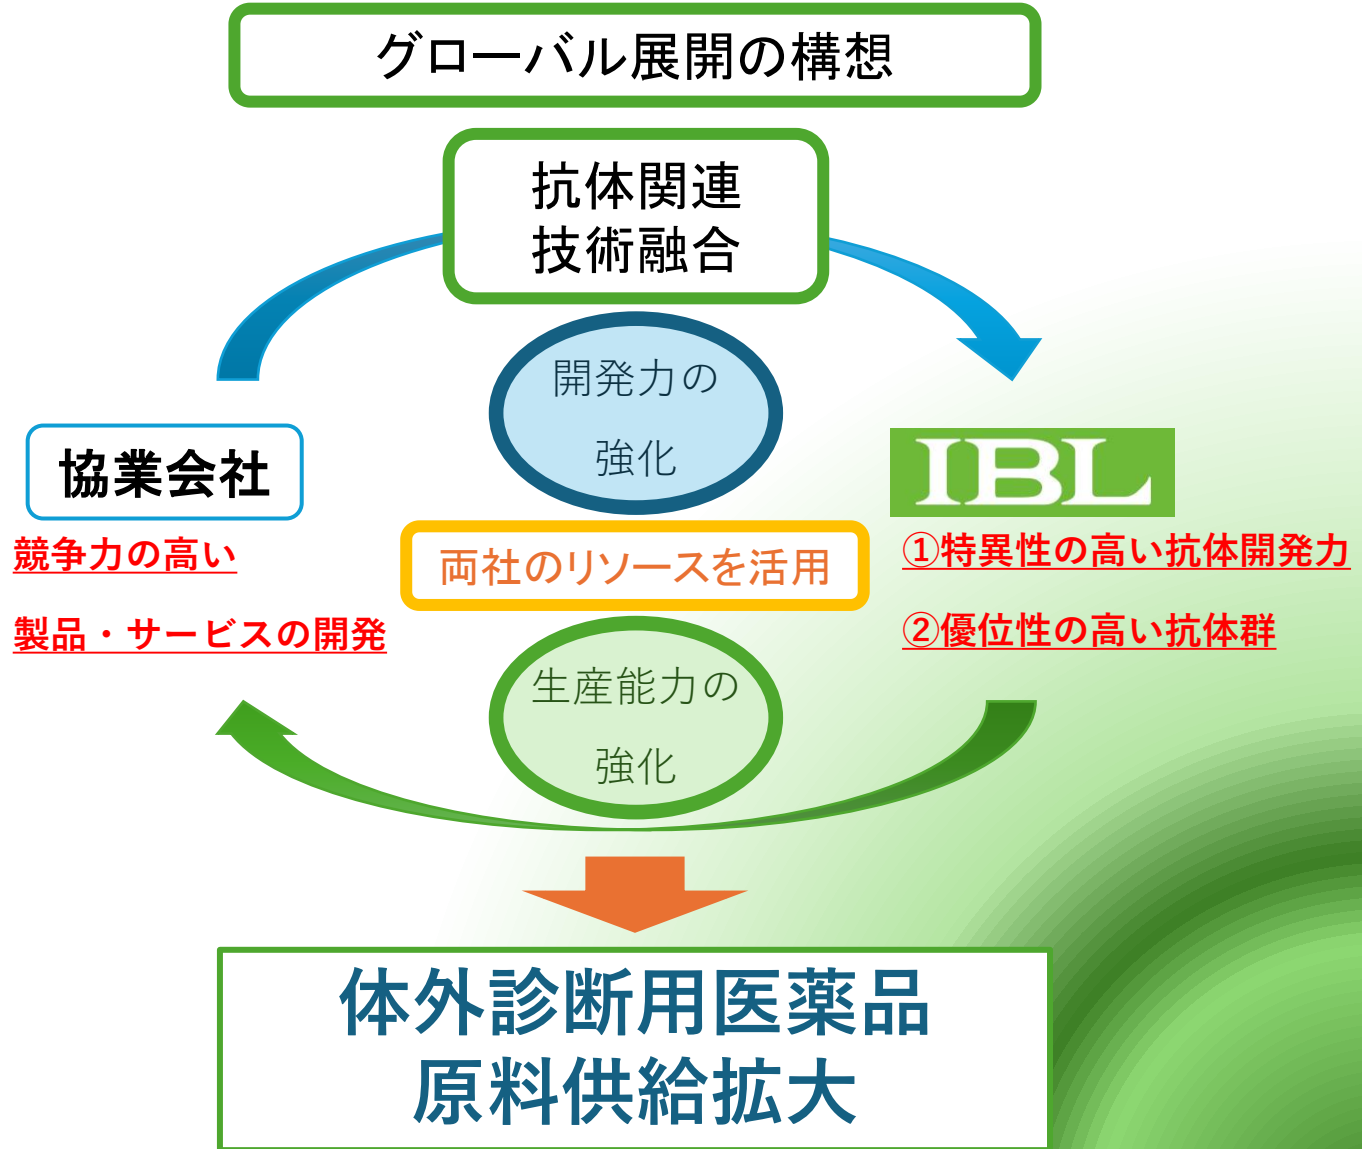 グローバル展開の構想
抗体関連
技術融合
開発力の
強化
協業会社
IBL
競争力の高い
製品・サービスの開発
両社のリソースを活用
①特異性の高い抗体開発力
②優位性の高い抗体群
生産能力の
強化
体外診断用医薬品
原料供給拡大